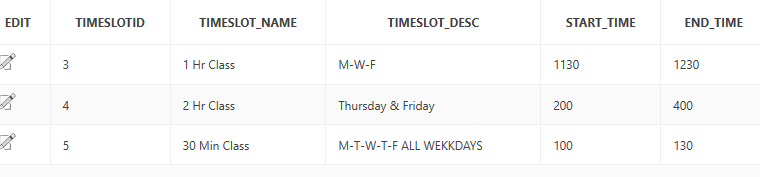 EDIT TIMESLOTID TIMESLOT_NAME TIMESLOT_DESC START_TIME END_TIME
3 1 Hr Class M-W-F 1130 1230
4 2 Hr Class Thursday & Friday 200 400
5 30 Min Class M-T-W-T-F ALL WEKKDAYS 100 130